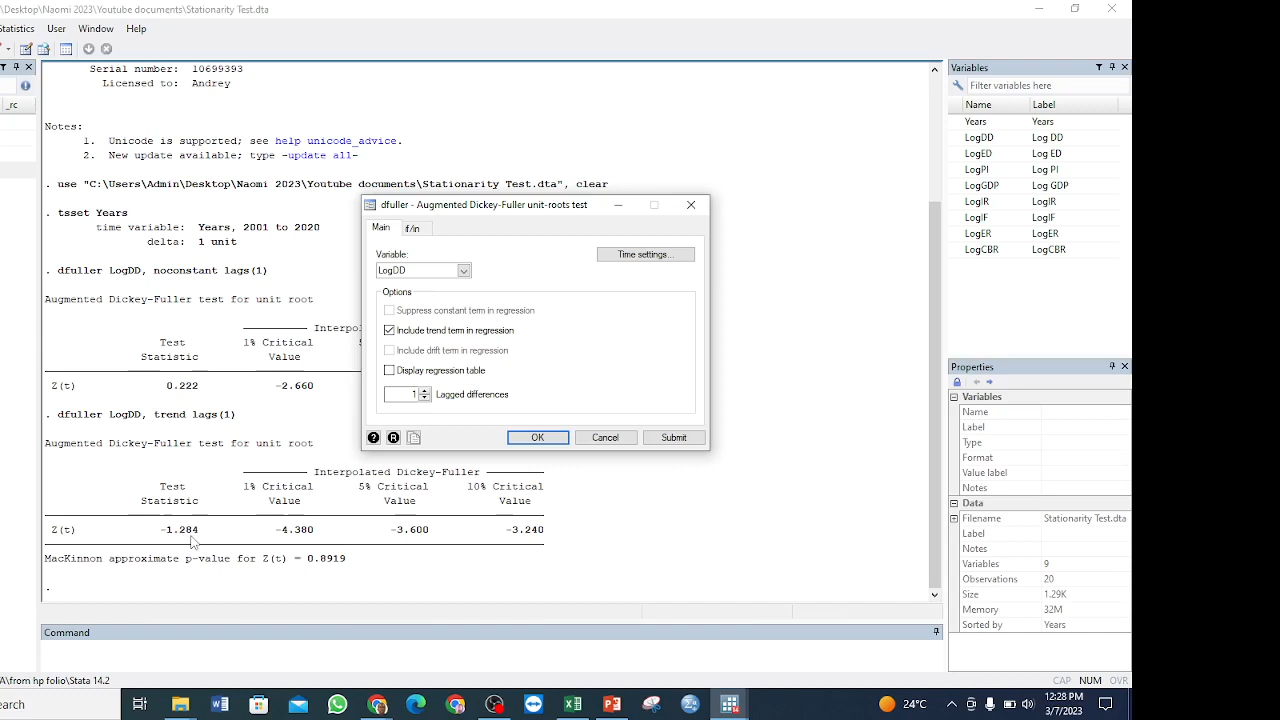 \Desktop\Naomi 2023\Youtube documents\Stationarity Test.dta
Statistics User Window Help
_rc
Serial number: 10699393
Licensed to: Andrey
Notes:
1. Unicode is supported; see help unicode_advice.
2. New update available; type -update all-
. use "C:\Users\Admin\Desktop\Naomi 2023\Youtube documents\Stationarity Test.dta", clear
. tsset Years
time variable: Years, 2001 to 2020
delta: 1 unit
. dfuller LogDD, noconstant lags(1)
Augmented Dickey-Fuller test for unit root
Test 1% Critical
Statistic Value
Z(t) 0.222 -2.660
. dfuller LogDD, trend lags(1)
Augmented Dickey-Fuller test for unit root
Interpolated Dickey-Fuller
Test 1% Critical 5% Critical 10% Critical
Statistic Value Value Value
Z(t) -1.284 -4.380 -3.600 -3.240
MacKinnon approximate p-value for Z(t) = 0.8919
.
dfuller - Augmented Dickey-Fuller unit-roots test
Main if/in
Variable:
Time settings...
LogDD
Options
Suppress constant term in regression
Include trend term in regression
Include drift term in regression
Display regression table
1 Lagged differences
? R OK Cancel Submit
Command
Variables
Filter variables here
Name Label
Years Years
LogDD Log DD
LogED Log ED
LogPI Log PI
LogGDP Log GDP
LogIR LogIR
LogIF LogIF
LogER LogER
LogCBR LogCBR
Properties
Variables
Name
Label
Type
Format
Value label
Notes
Data
Filename Stationarity Test.dta
Label
Notes
Variables 9
Observations 20
Size 1.29K
Memory 32M
Sorted by Years
\A\from hp folio\Stata 14.2
CAP NUM OVR
24°C
12:28 PM
3/7/2023